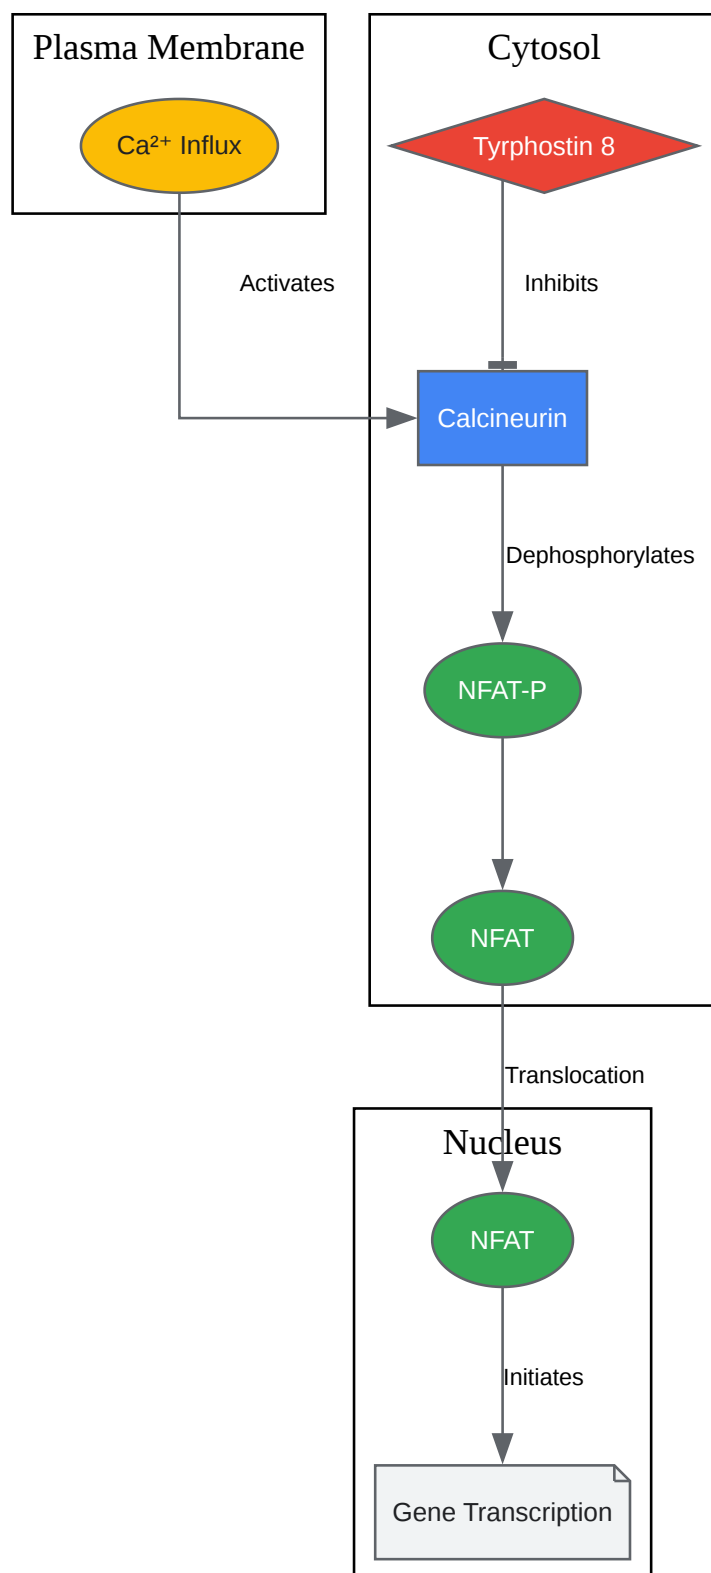 Plasma Membrane
Cytosol
Ca²⁺ Influx
Tyrphostin 8
Activates
Inhibits
Calcineurin
Dephosphorylates
NFAT-P
NFAT
Translocation
Nucleus
NFAT
Initiates
Gene Transcription